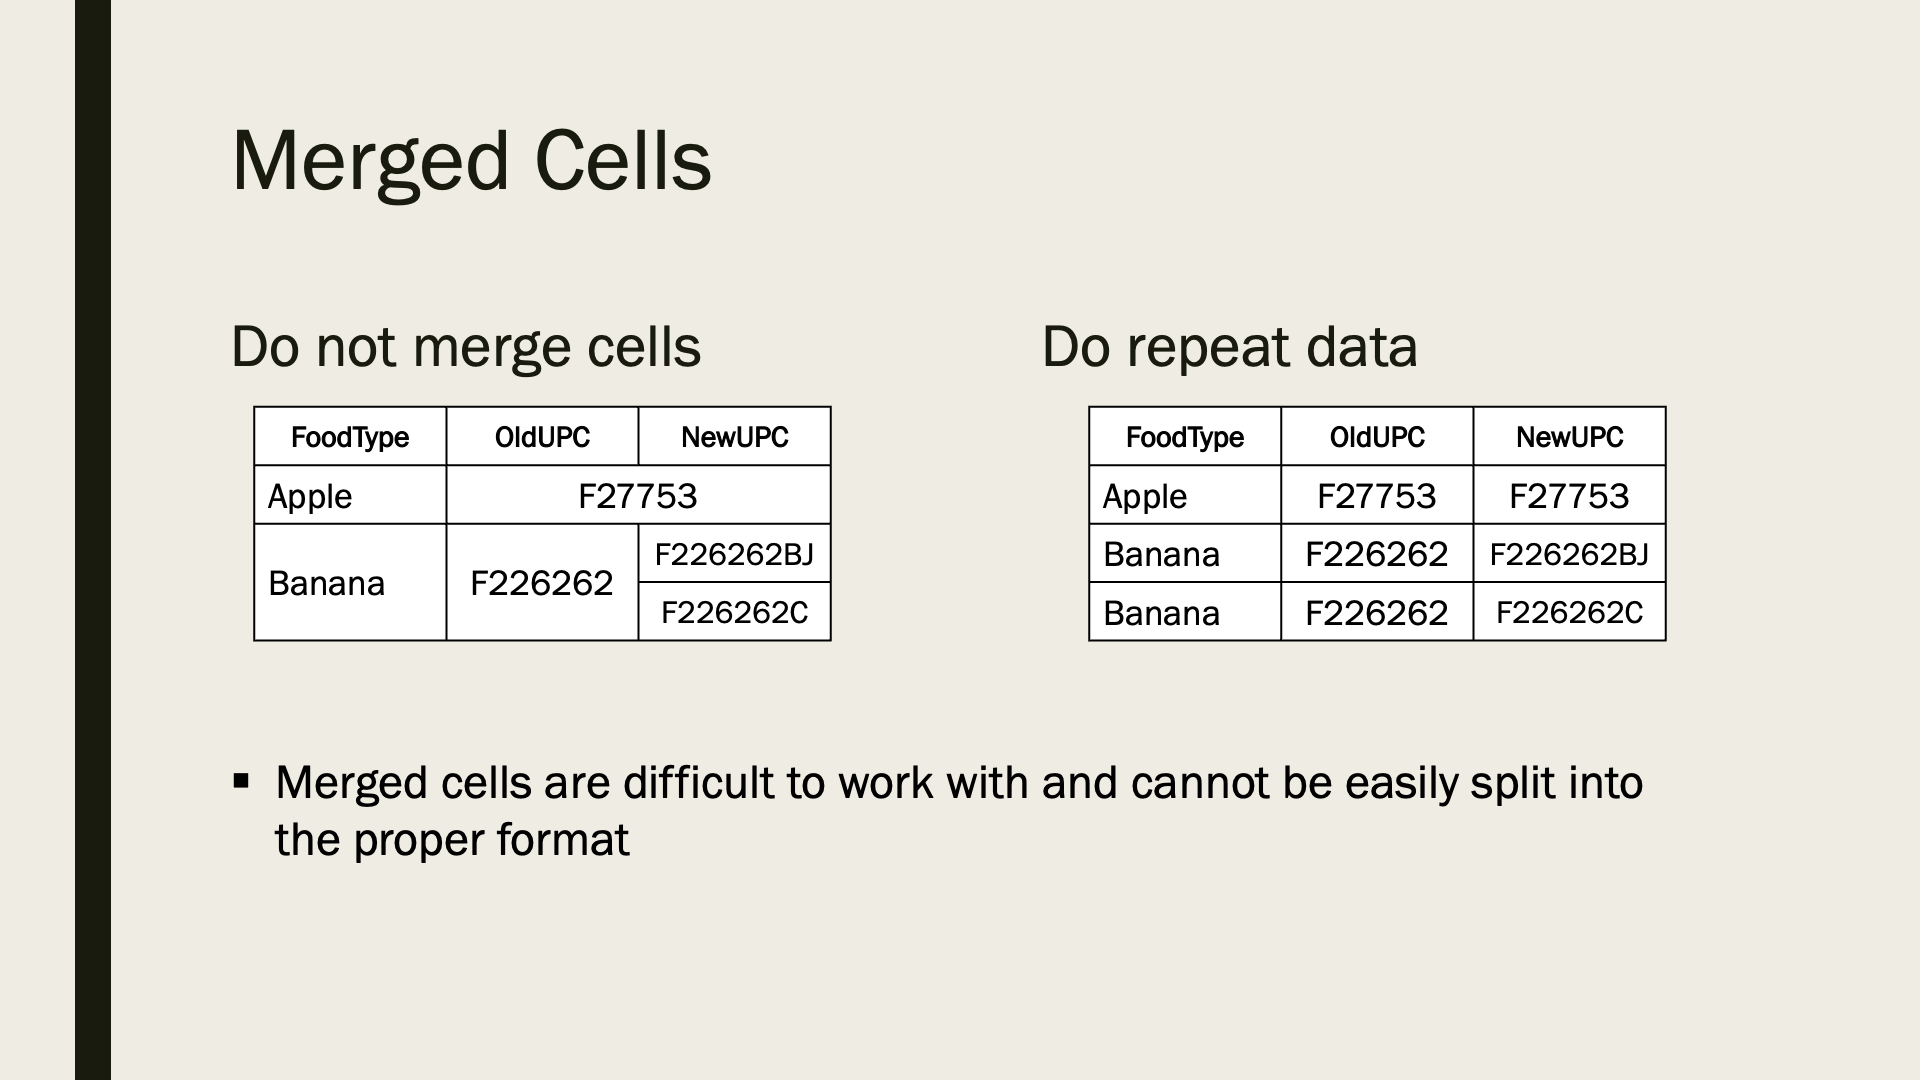 Merged Cells
Do not merge cells
FoodType OldUPC NewUPC
Apple F27753
Banana F226262 F226262BJ
F226262C
Do repeat data
FoodType OldUPC NewUPC
Apple F27753 F27753
Banana F226262 F226262BJ
Banana F226262 F226262C
▪ Merged cells are difficult to work with and cannot be easily split into
the proper format